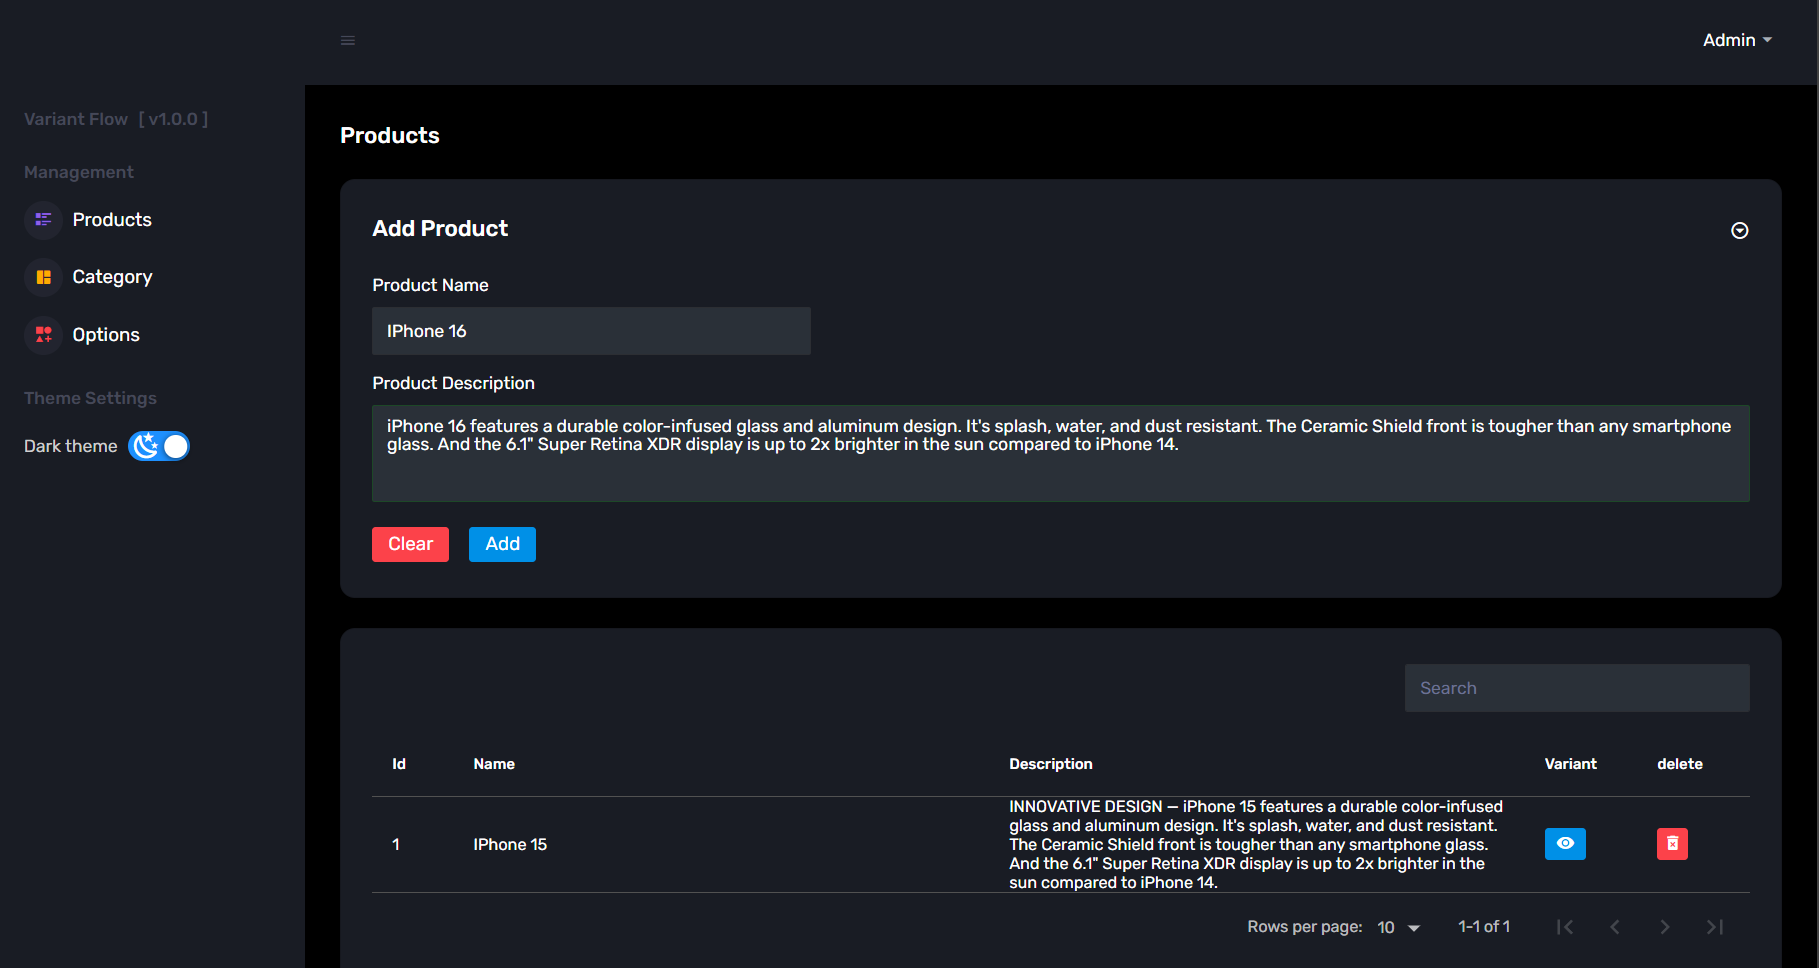 Admin
Variant Flow [ v1.0.0 ]
Management
Products
Category
Options
Theme Settings
Dark theme
Products
Add Product
Product Name
IPhone 16
Product Description
iPhone 16 features a durable color-infused glass and aluminum design. It's splash, water, and dust resistant. The Ceramic Shield front is tougher than any smartphone
glass. And the 6.1" Super Retina XDR display is up to 2x brighter in the sun compared to iPhone 14.
Clear Add
Search
Id Name Description Variant delete
INNOVATIVE DESIGN — iPhone 15 features a durable color-infused
glass and aluminum design. It's splash, water, and dust resistant.
1 IPhone 15 The Ceramic Shield front is tougher than any smartphone glass.
And the 6.1" Super Retina XDR display is up to 2x brighter in the
sun compared to iPhone 14.
Rows per page: 10 1-1 of 1